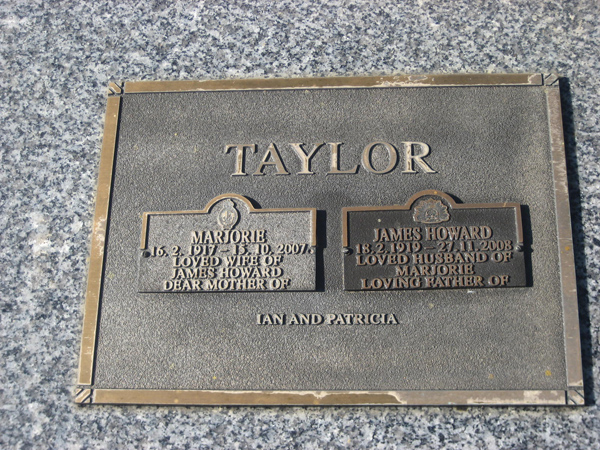 TAYLOR
MARJORIE
16. 2. 1917 - 15. 10. 2007
LOVED WIFE OF
JAMES HOWARD
DEAR MOTHER OF
JAMES HOWARD
18. 2. 1919 - 27. 11. 2008
LOVED HUSBAND OF
MARJORIE
LOVING FATHER OF
IAN AND PATRICIA